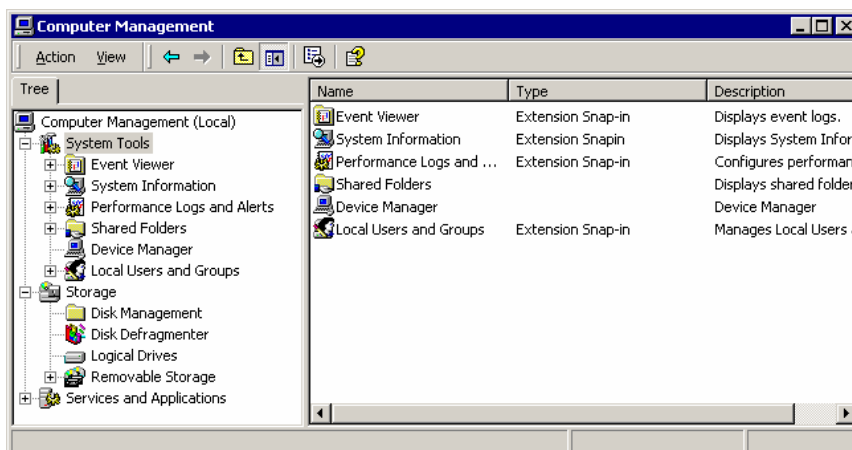 Computer Management
Action View
Tree
Computer Management (Local)
System Tools
Event Viewer
System Information
Performance Logs and Alerts
Shared Folders
Device Manager
Local Users and Groups
Storage
Disk Management
Disk Defragmenter
Logical Drives
Removable Storage
Services and Applications
Name Type Description
Event Viewer Extension Snap-in Displays event logs.
System Information Extension Snapin Displays System Infor
Performance Logs and ... Extension Snap-in Configures performan
Shared Folders Displays shared folde
Device Manager Device Manager
Local Users and Groups Extension Snap-in Manages Local Users